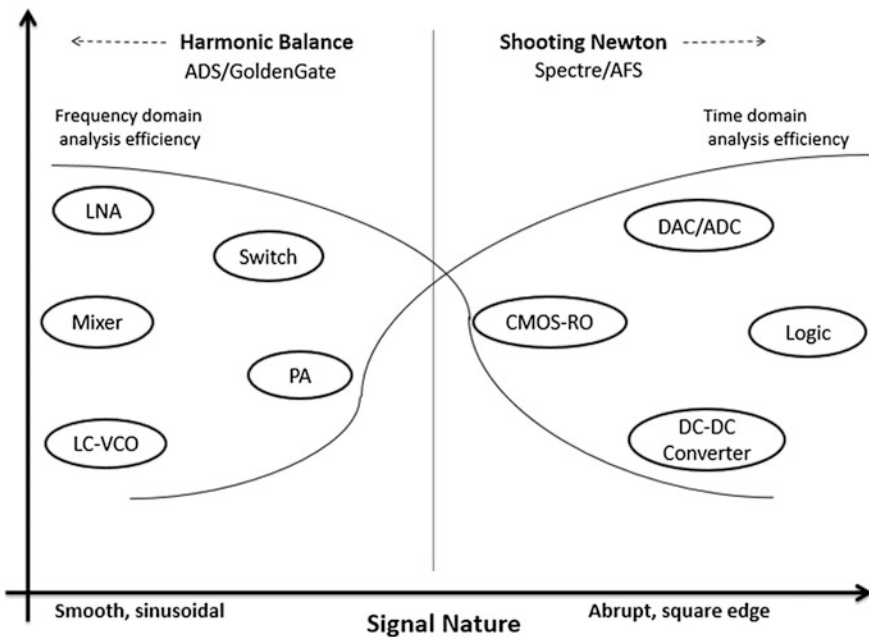 Harmonic Balance
ADS/GoldenGate
Shooting Newton
Spectre/AFS
Frequency domain
analysis efficiency
Time domain
analysis efficiency
LNA
Switch
Mixer
PA
LC-VCO
DAC/ADC
CMOS-RO
Logic
DC-DC
Converter
Smooth, sinusoidal
Signal Nature
Abrupt, square edge